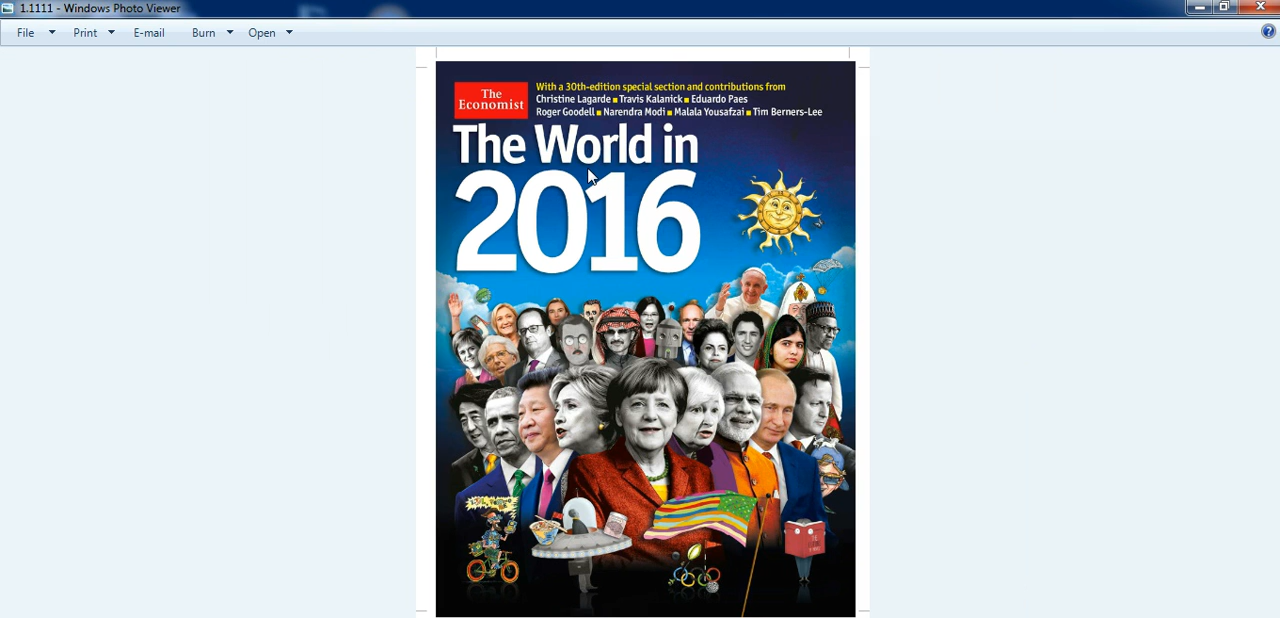 1.1111 - Windows Photo Viewer
File Print E-mail Burn Open
The
Economist
With a 30th-edition special section and contributions from
Christine Lagarde ■ Travis Kalanick ■ Eduardo Paes
Roger Goodell ■ Narendra Modi ■ Malala Yousafzai ■ Tim Berners-Lee
The World in
2016